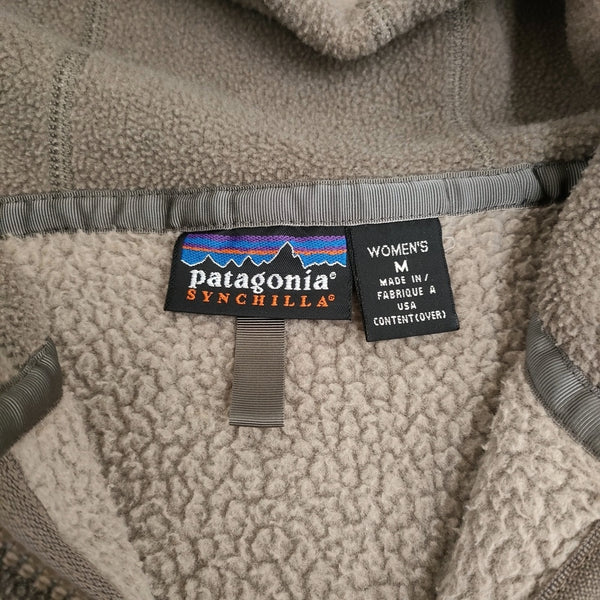 patagonia®
SYNCHILLA®
WOMEN'S
M
MADE IN/
FABRIQUE A
USA
CONTENT(OVER)